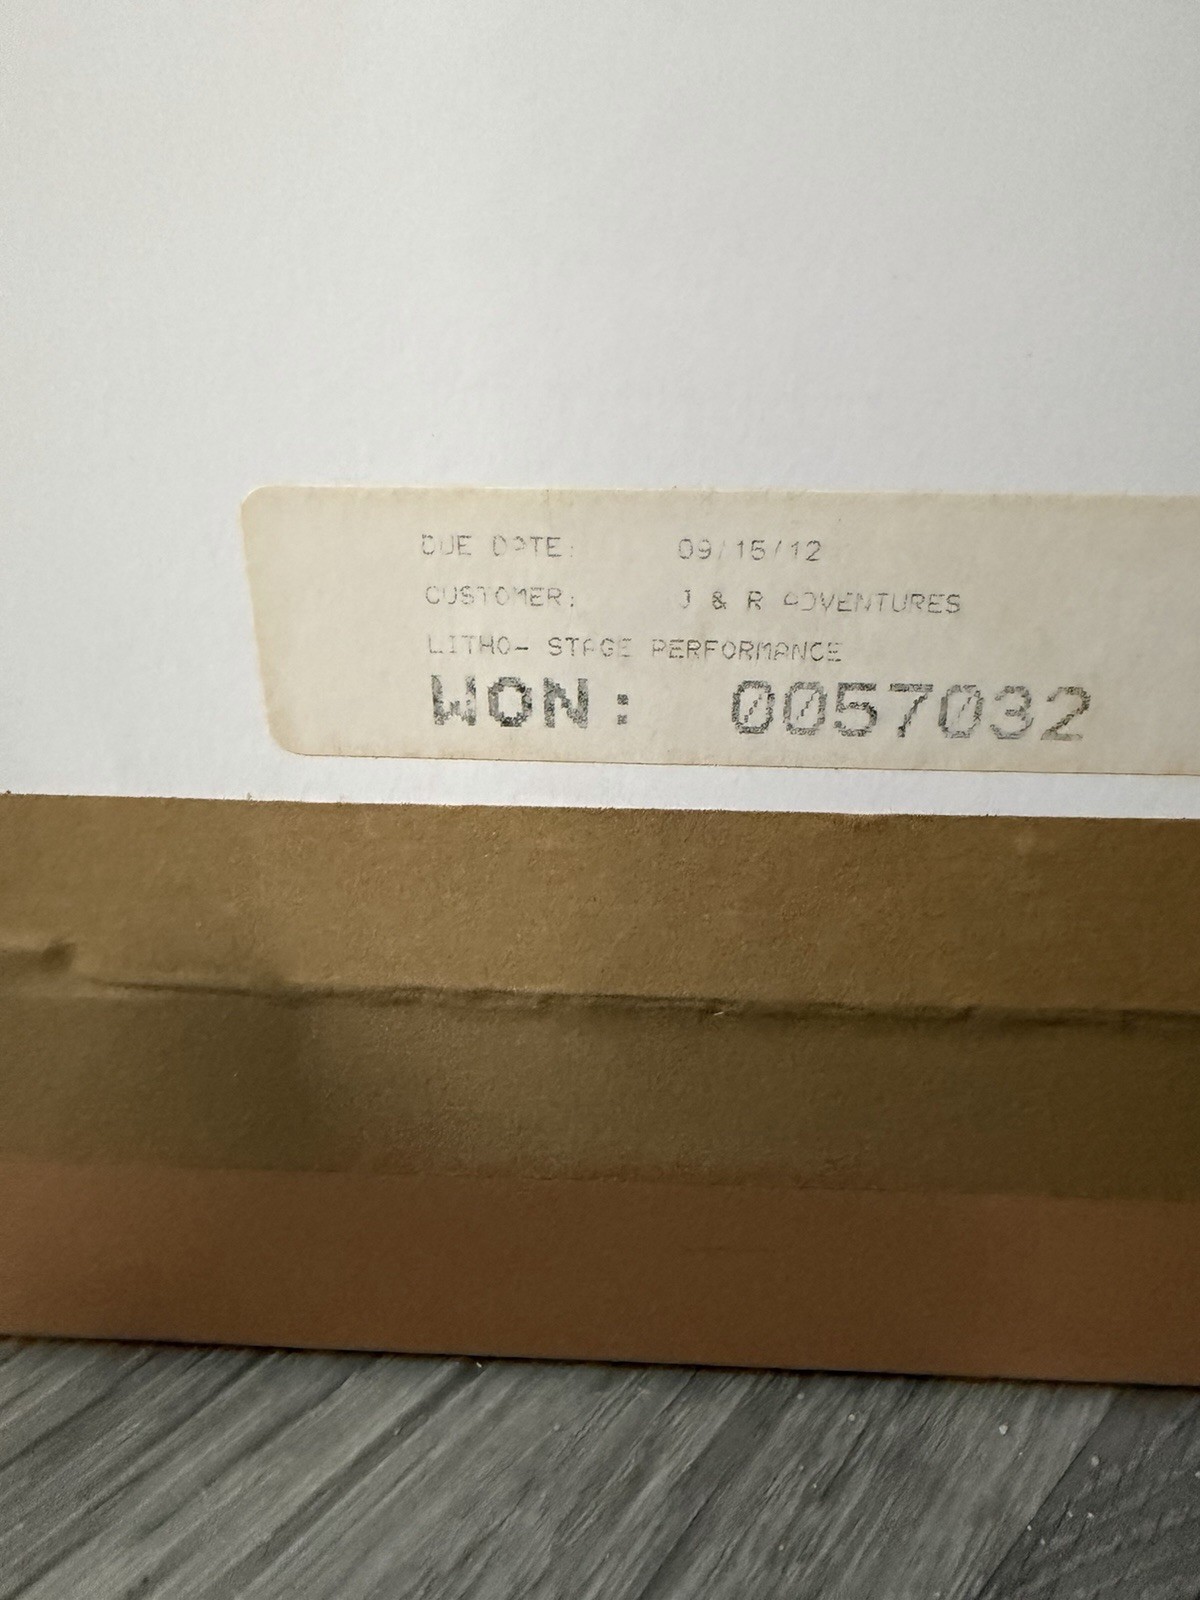 DUE DATE: 09/15/12
CUSTOMER: J & R ADVENTURES
LITHO- STAGE PERFORMANCE
WON: 0057032